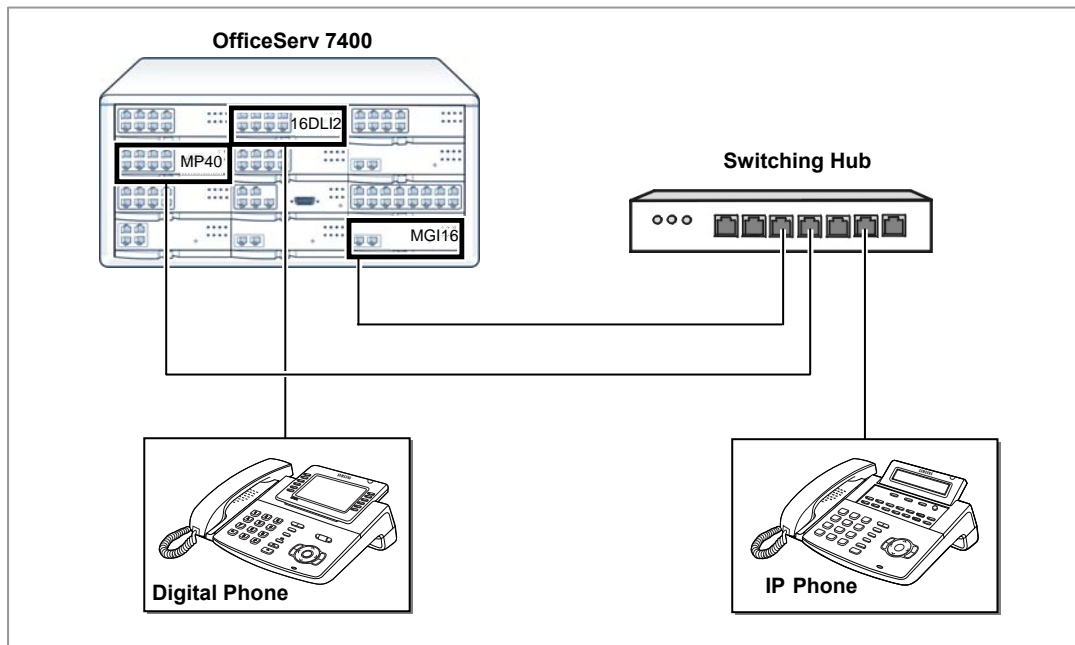 OfficeServ 7400
16DLI2
MP40
Switching Hub
MGI16
Digital Phone
IP Phone